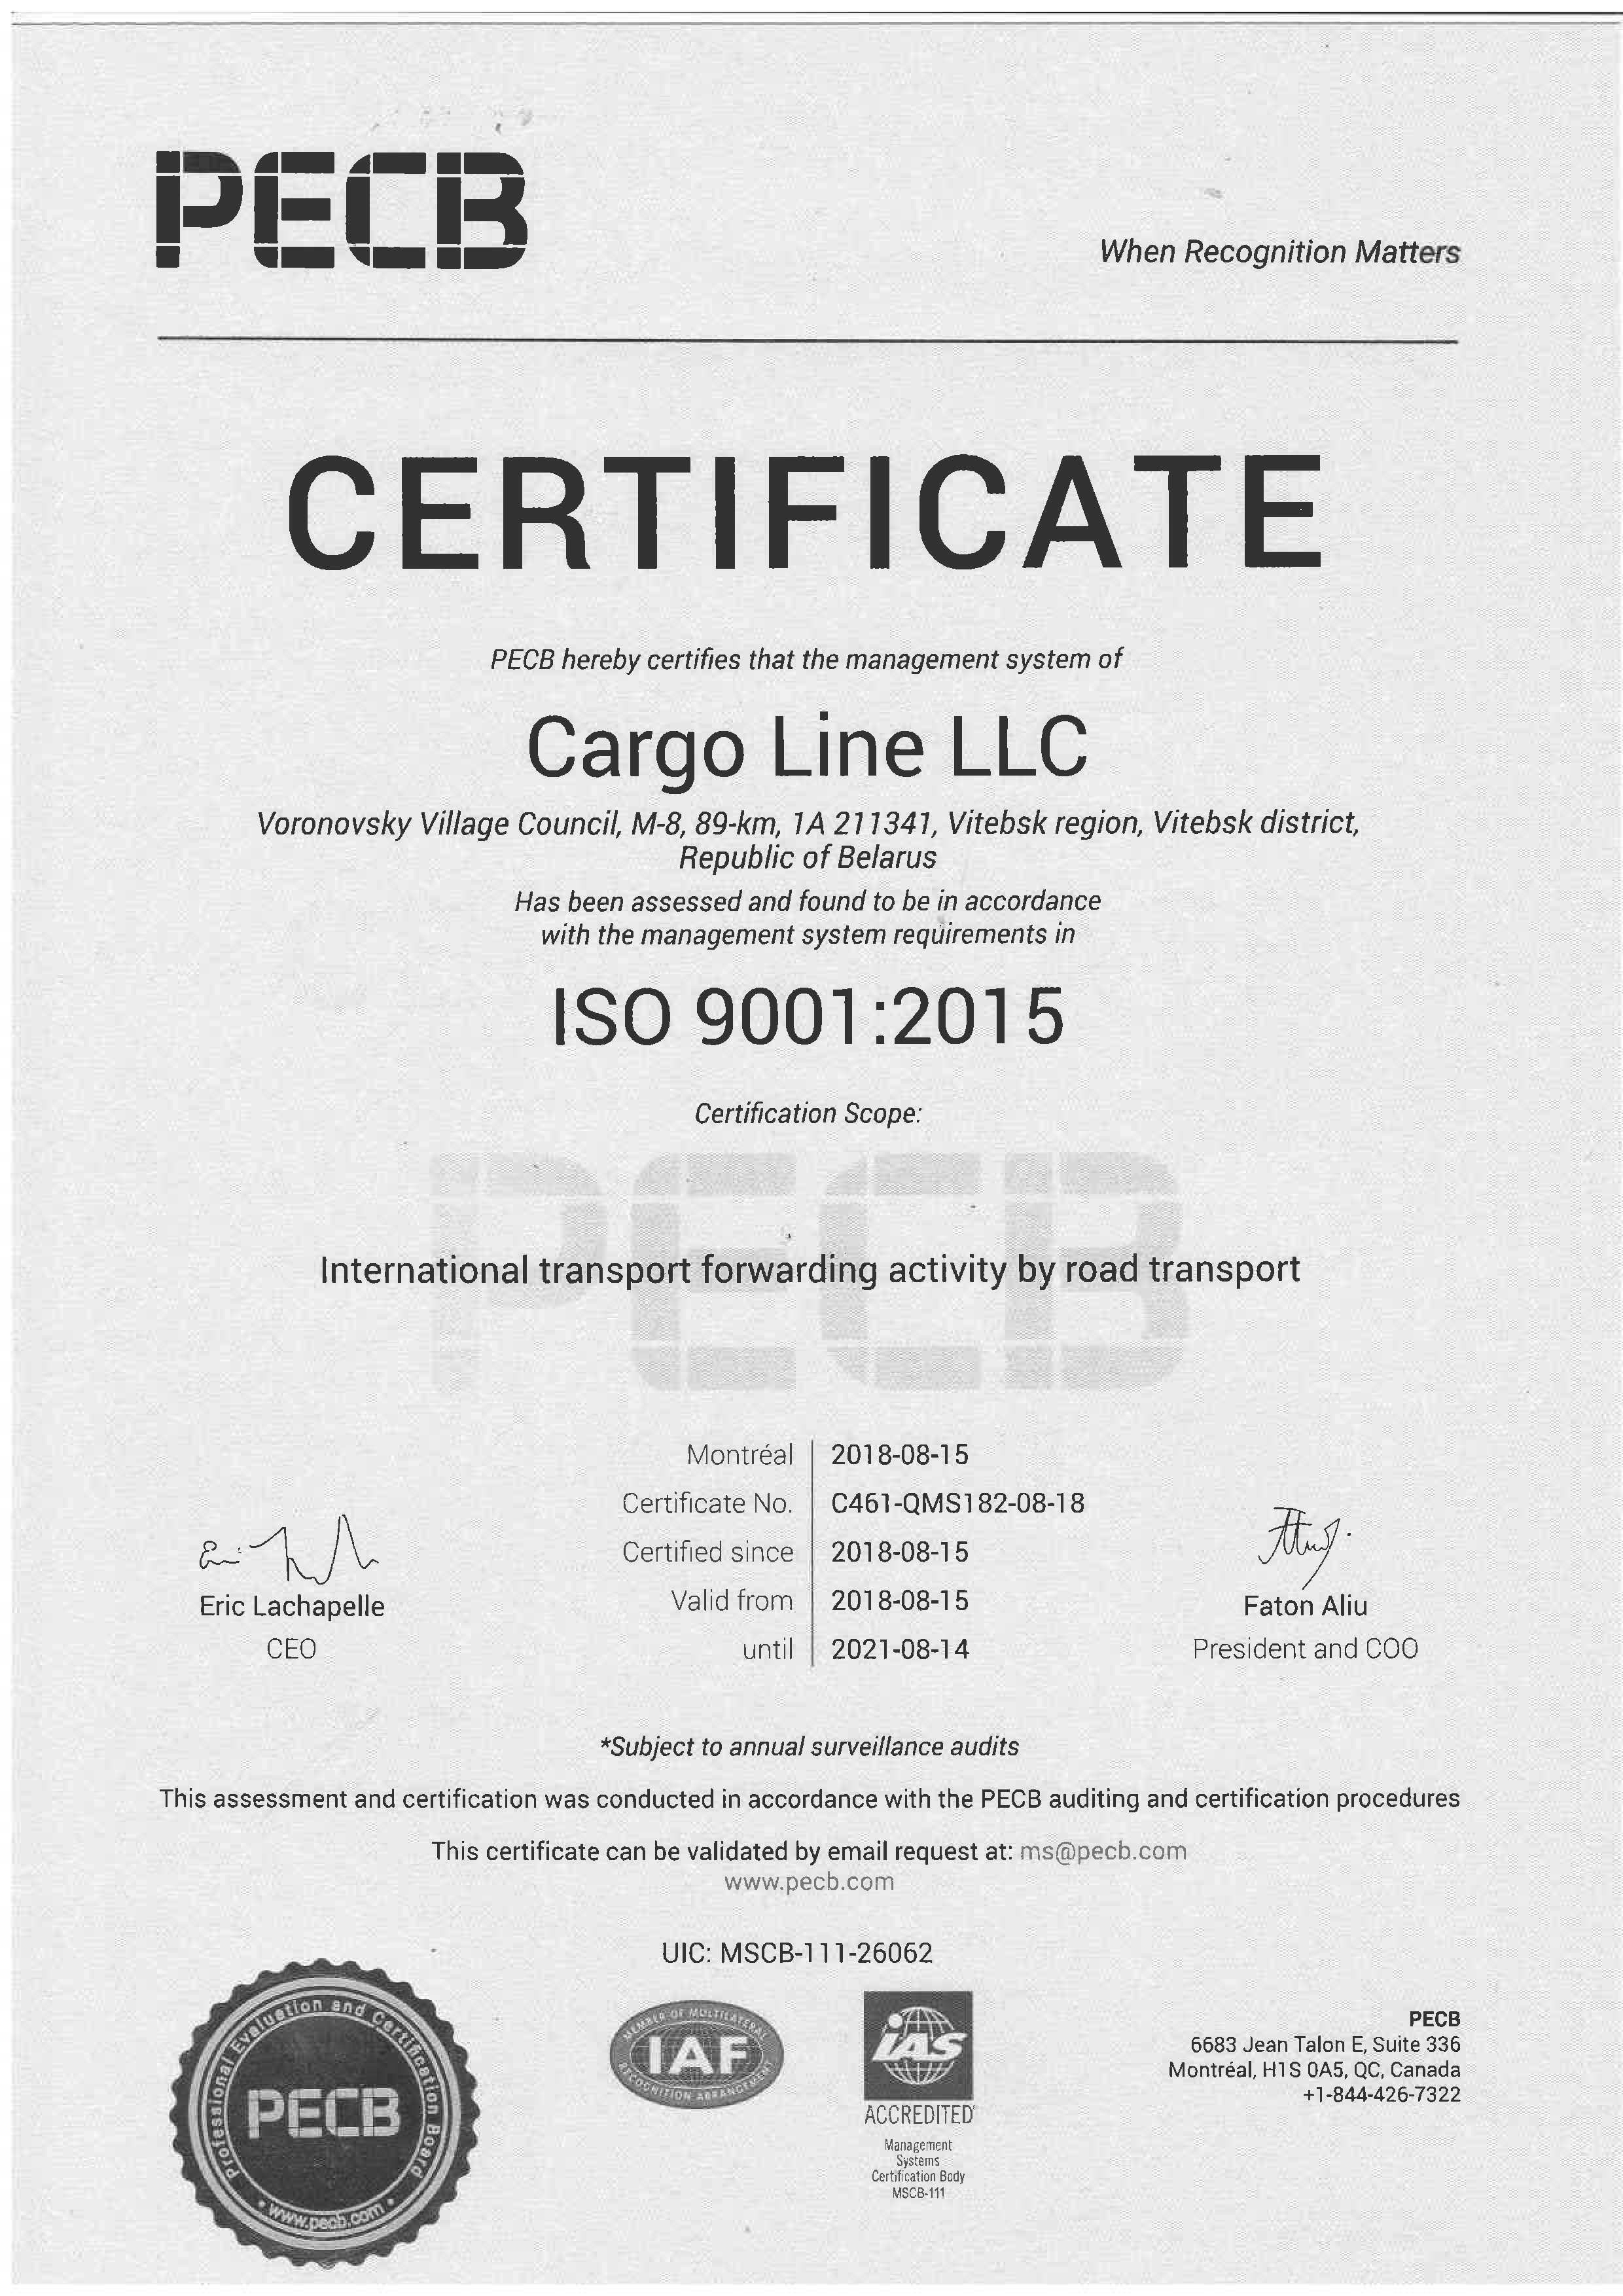 PECB
When Recognition Matters
CERTIFICATE
PECB hereby certifies that the management system of
Cargo Line LLC
Voronovsky Village Council, M-8, 89-km, 1A 211341, Vitebsk region, Vitebsk district,
Republic of Belarus
Has been assessed and found to be in accordance
with the management system requirements in
ISO 9001:2015
Certification Scope:
PECB
International transport forwarding activity by road transport
Montréal 2018-08-15
Certificate No. C461-QMS182-08-18
Certified since 2018-08-15
Valid from 2018-08-15
until 2021-08-14
Eric Lachapelle
CEO
Faton Aliu
President and COO
*Subject to annual surveillance audits
This assessment and certification was conducted in accordance with the PECB auditing and certification procedures
This certificate can be validated by email request at: ms@pecb.com
www.pecb.com
UIC: MSCB-111-26062
Professional Evaluation and Certification Board
PECB
• www.pecb.com •
MEMBER OF MULTILATERAL
IAF
RECOGNITION ARRANGEMENT
IAS
ACCREDITED
Management
Systems
Certification Body
MSCB-111
PECB
6683 Jean Talon E, Suite 336
Montréal, H1S 0A5, QC, Canada
+1-844-426-7322